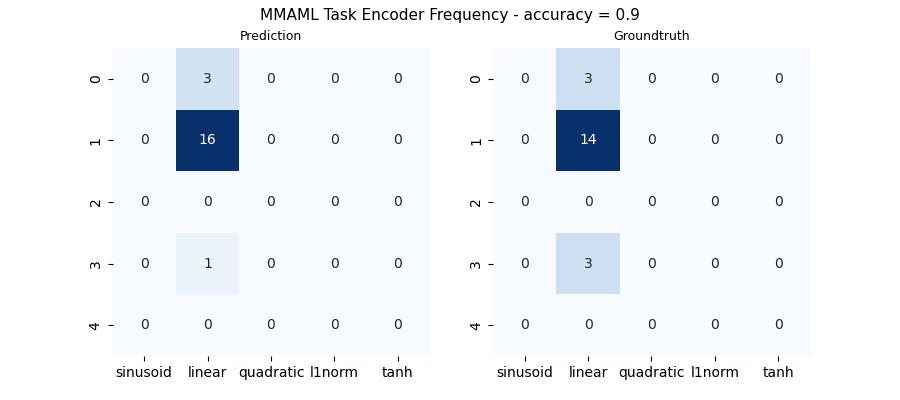 MMAML Task Encoder Frequency - accuracy = 0.9
Prediction Groundtruth
0 0 3 0 0 0 0 3 0 0 0
1 0 16 0 0 0 1 0 14 0 0 0
2 0 0 0 0 0 2 0 0 0 0 0
3 0 1 0 0 0 3 0 3 0 0 0
4 0 0 0 0 0 4 0 0 0 0 0
sinusoid linear quadratic l1norm tanh sinusoid linear quadratic l1norm tanh